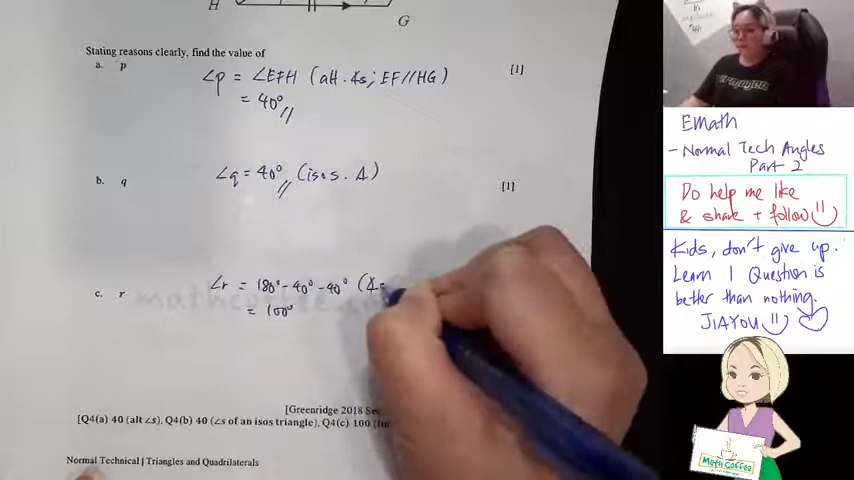 H
G
Stating reasons clearly, find the value of
a. p
∠p = ∠EFH (alt. ∡s; EF//HG) [1]
= 40°//
b. q
∠q = 40°// (isos. Δ) [1]
c. r
∠r = 180° - 40° - 40° (∡s
= 100°
mathcoffee.c
[Greenridge 2018 Sec
[Q4(a) 40 (alt ∠s), Q4(b) 40 (∠s of an isos triangle), Q4(c) 100
Normal Technical | Triangles and Quadrilaterals
EMath
- Normal Tech Angles
Part 2
Do help me like
& share + follow
Kids, don't give up.
Learn 1 Question is
better than nothing.
JIAYOU
Math Coffee